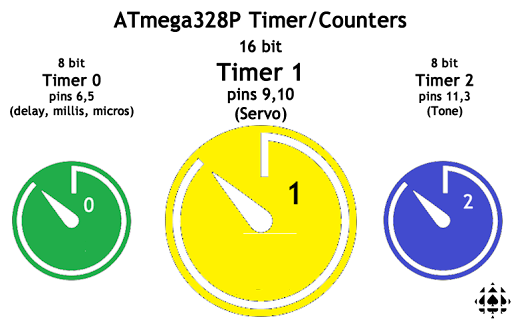 ATmega328P Timer/Counters
8 bit
Timer 0
pins 6,5
(delay, millis, micros)
16 bit
Timer 1
pins 9,10
(Servo)
8 bit
Timer 2
pins 11,3
(Tone)
0
1
2